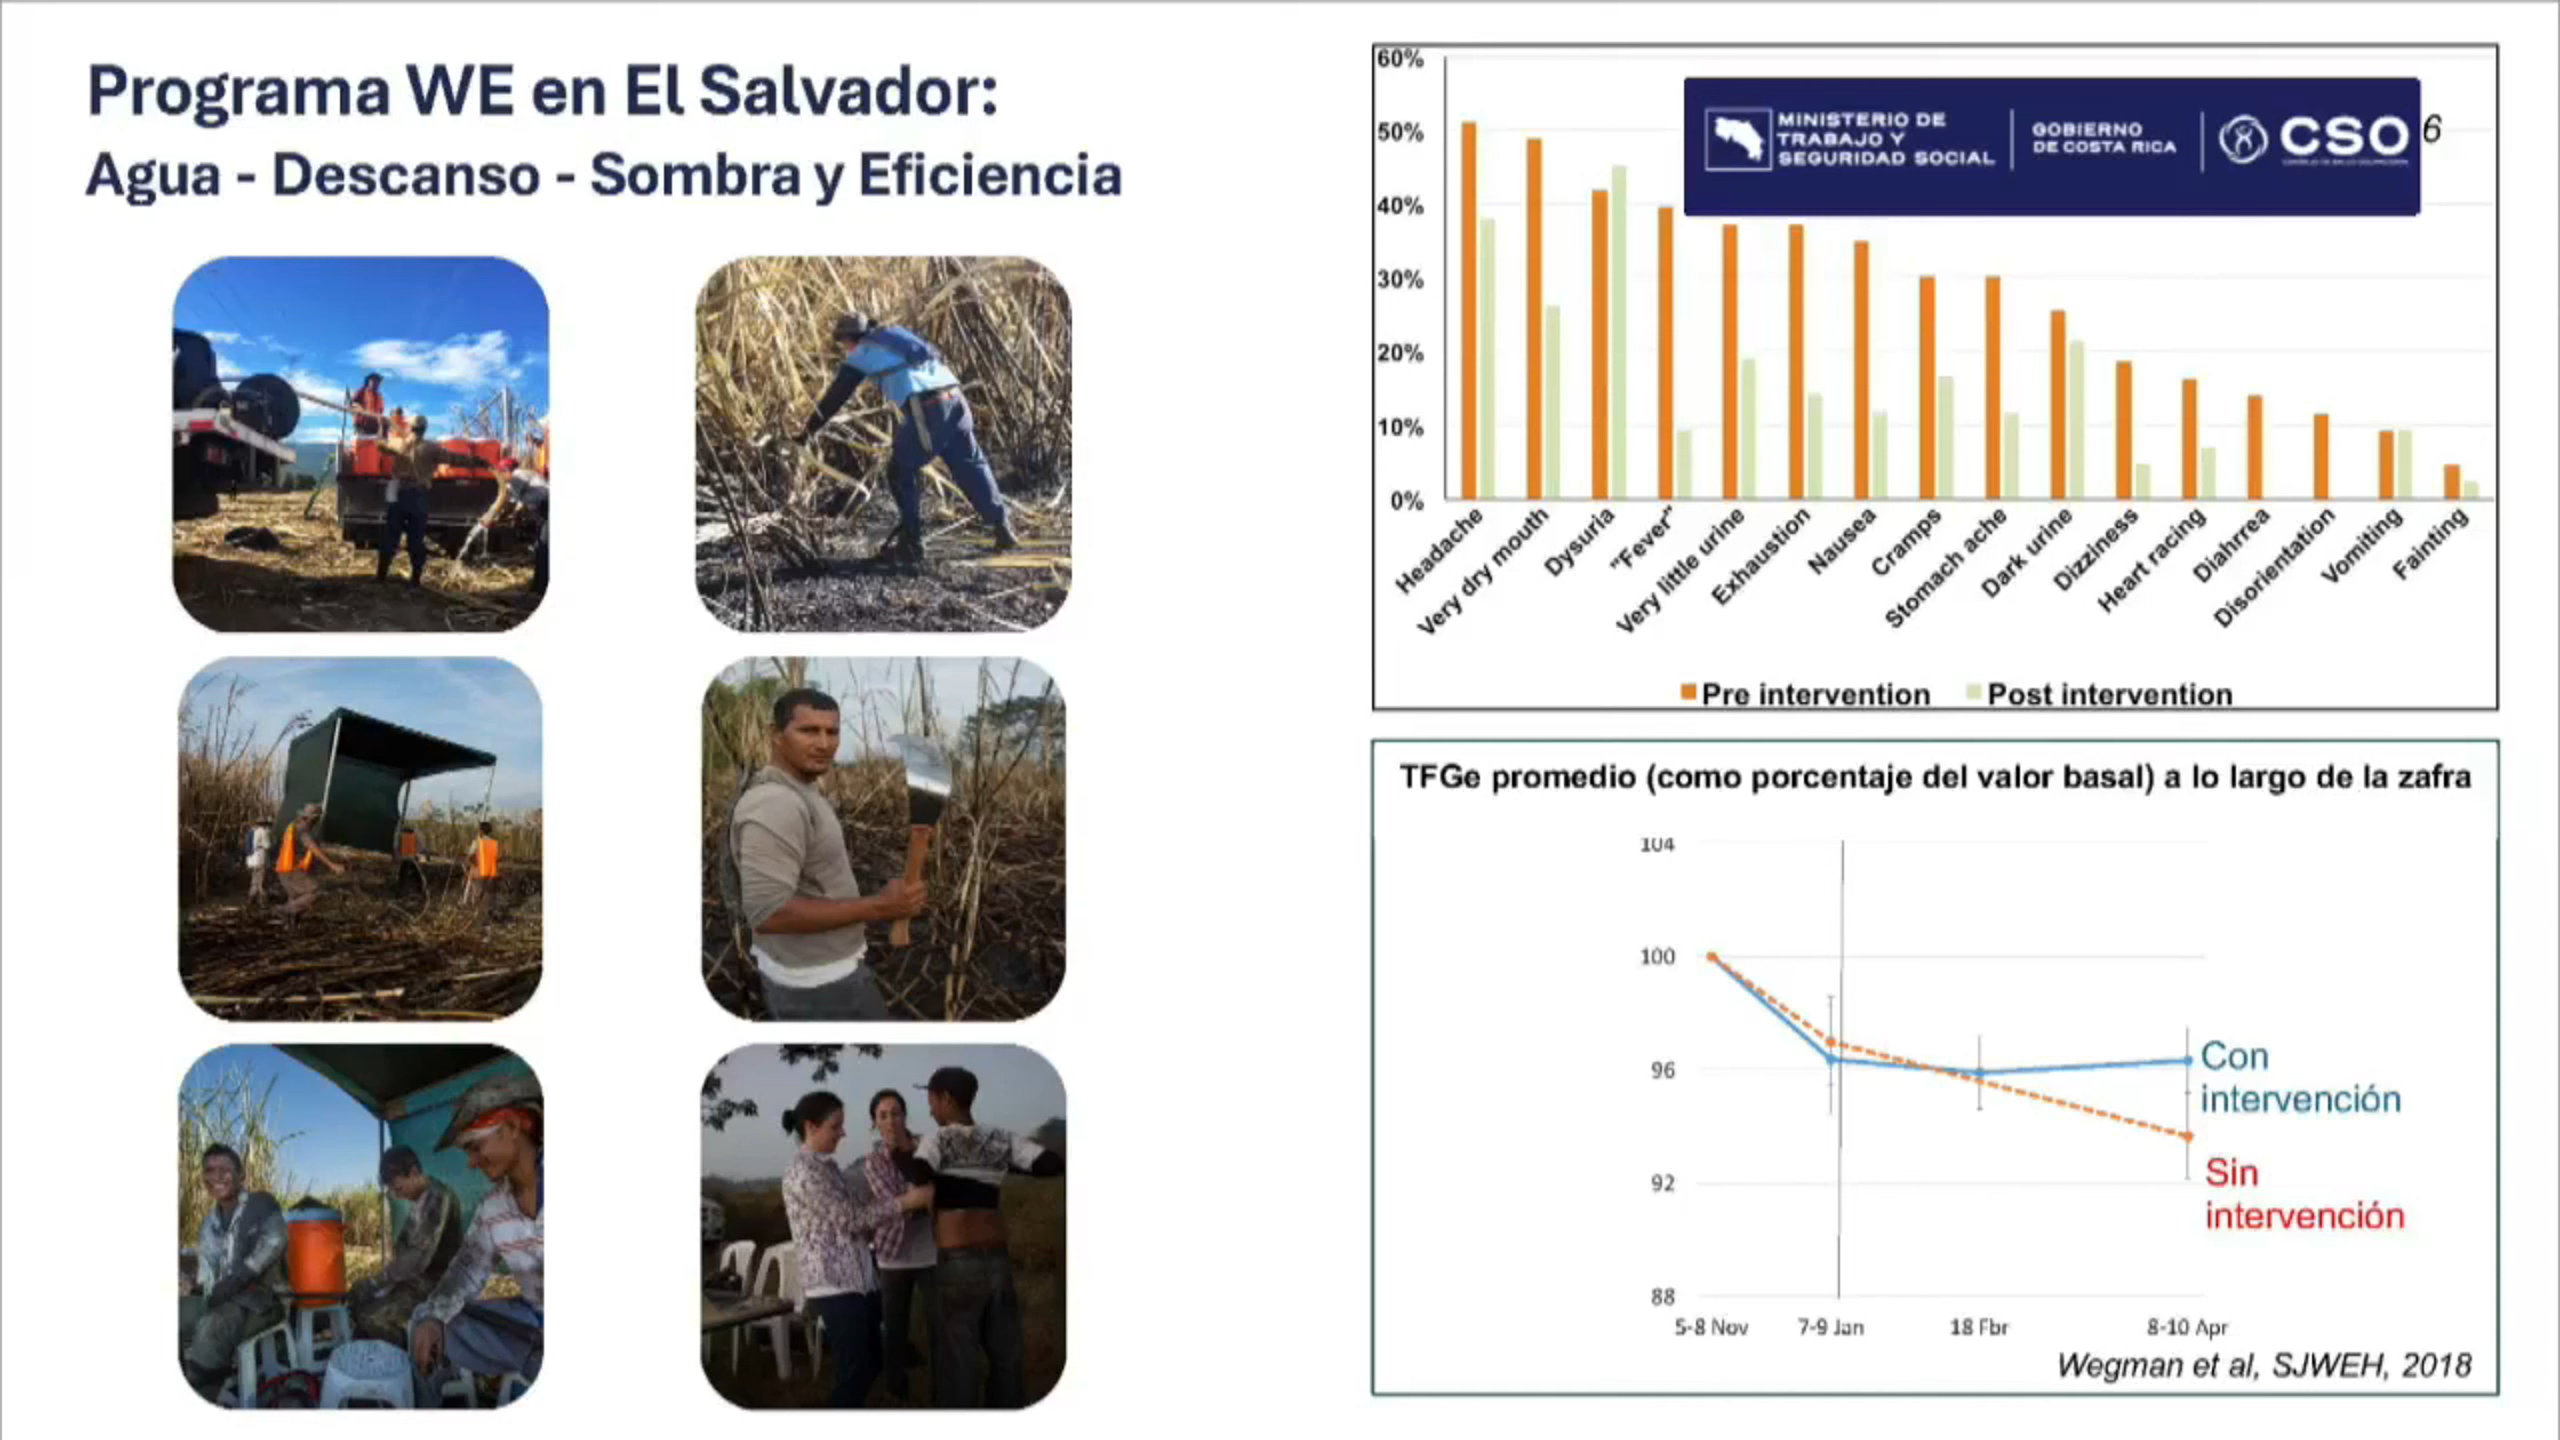 Programa WE en El Salvador:
Agua - Descanso - Sombra y Eficiencia
60%
50%
40%
30%
20%
10%
0%
MINISTERIO DE
TRABAJO Y
SEGURIDAD SOCIAL
GOBIERNO
DE COSTA RICA
CSO
6
Headache
Very dry mouth
Dysuria
"Fever"
Very little urine
Exhaustion
Nausea
Cramps
Stomach ache
Dark urine
Dizziness
Heart racing
Diahrrea
Disorientation
Vomiting
Fainting
Pre intervention
Post intervention
TFGe promedio (como porcentaje del valor basal) a lo largo de la zafra
104
100
96
92
88
Con
intervención
Sin
intervención
5-8 Nov
7-9 Jan
18 Fbr
8-10 Apr
Wegman et al, SJWEH, 2018